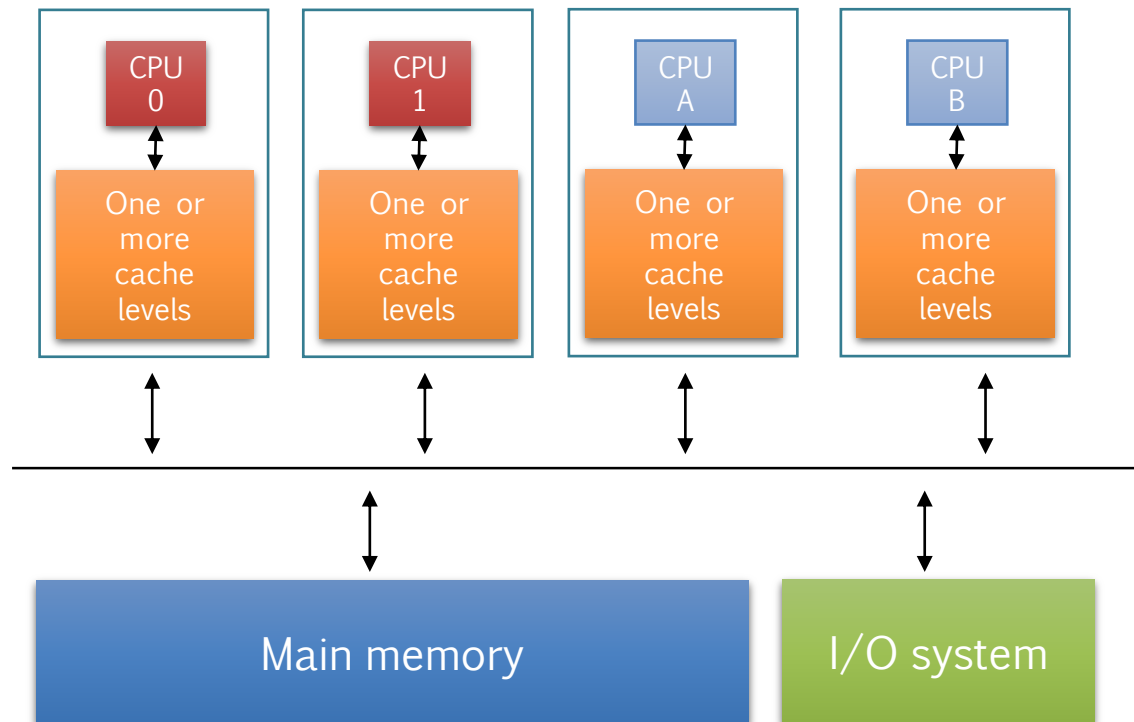 CPU
0
CPU
1
CPU
A
CPU
B
One or
more
cache
levels
One or
more
cache
levels
One or
more
cache
levels
One or
more
cache
levels
Main memory
I/O system